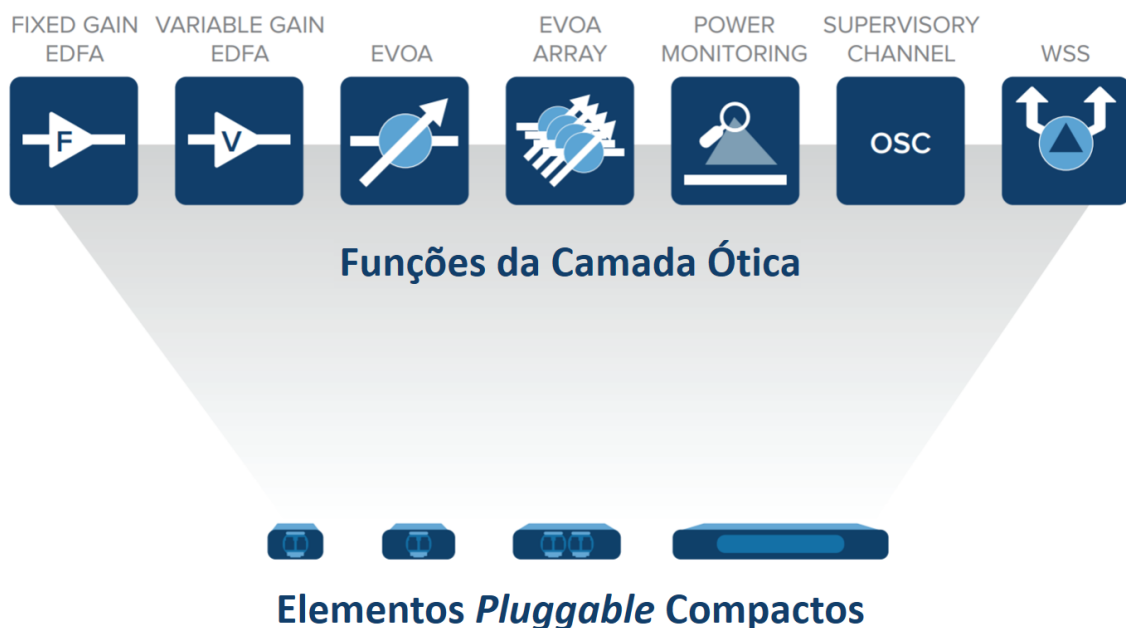 FIXED GAIN
EDFA
VARIABLE GAIN
EDFA
EVOA
EVOA
ARRAY
POWER
MONITORING
SUPERVISORY
CHANNEL
WSS
F
V
OSC
Funções da Camada Ótica
Elementos Pluggable Compactos